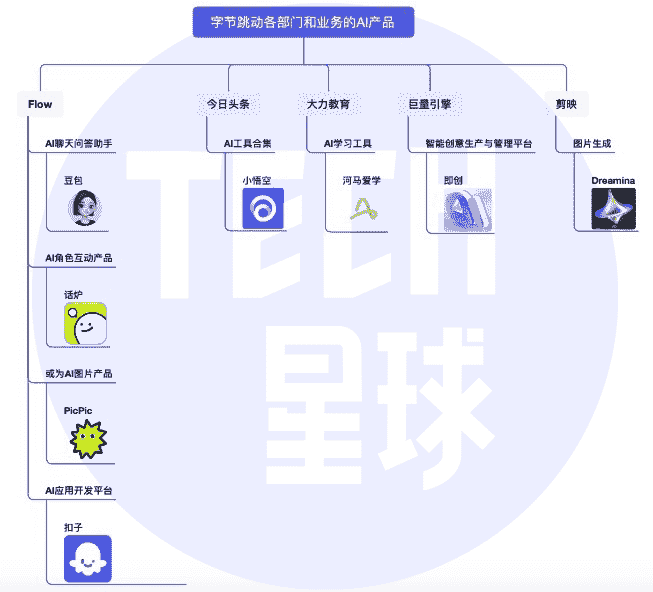 字节跳动各部门和业务的AI产品
Flow
今日头条
大力教育
巨量引擎
剪映
AI聊天问答助手
AI工具合集
AI学习工具
智能创意生产与管理平台
图片生成
豆包
小悟空
河马爱学
即创
Dreamina
AI角色互动产品
话炉
或为AI图片产品
PicPic
AI应用开发平台
扣子
TECH
星球